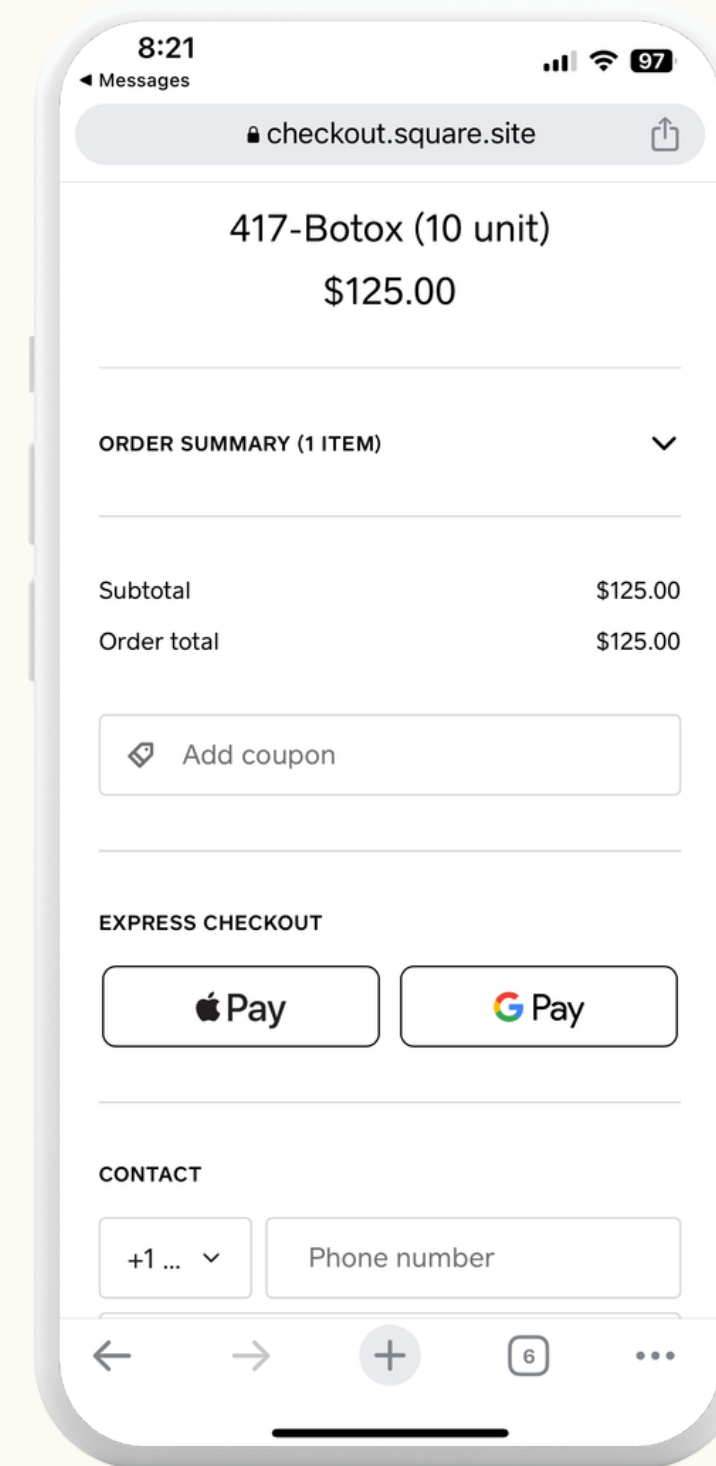 8:21
97
Messages
checkout.square.site
417-Botox (10 unit)
$125.00
ORDER SUMMARY (1 ITEM)
Subtotal $125.00
Order total $125.00
Add coupon
EXPRESS CHECKOUT
Pay
G Pay
CONTACT
+1 ... Phone number
6